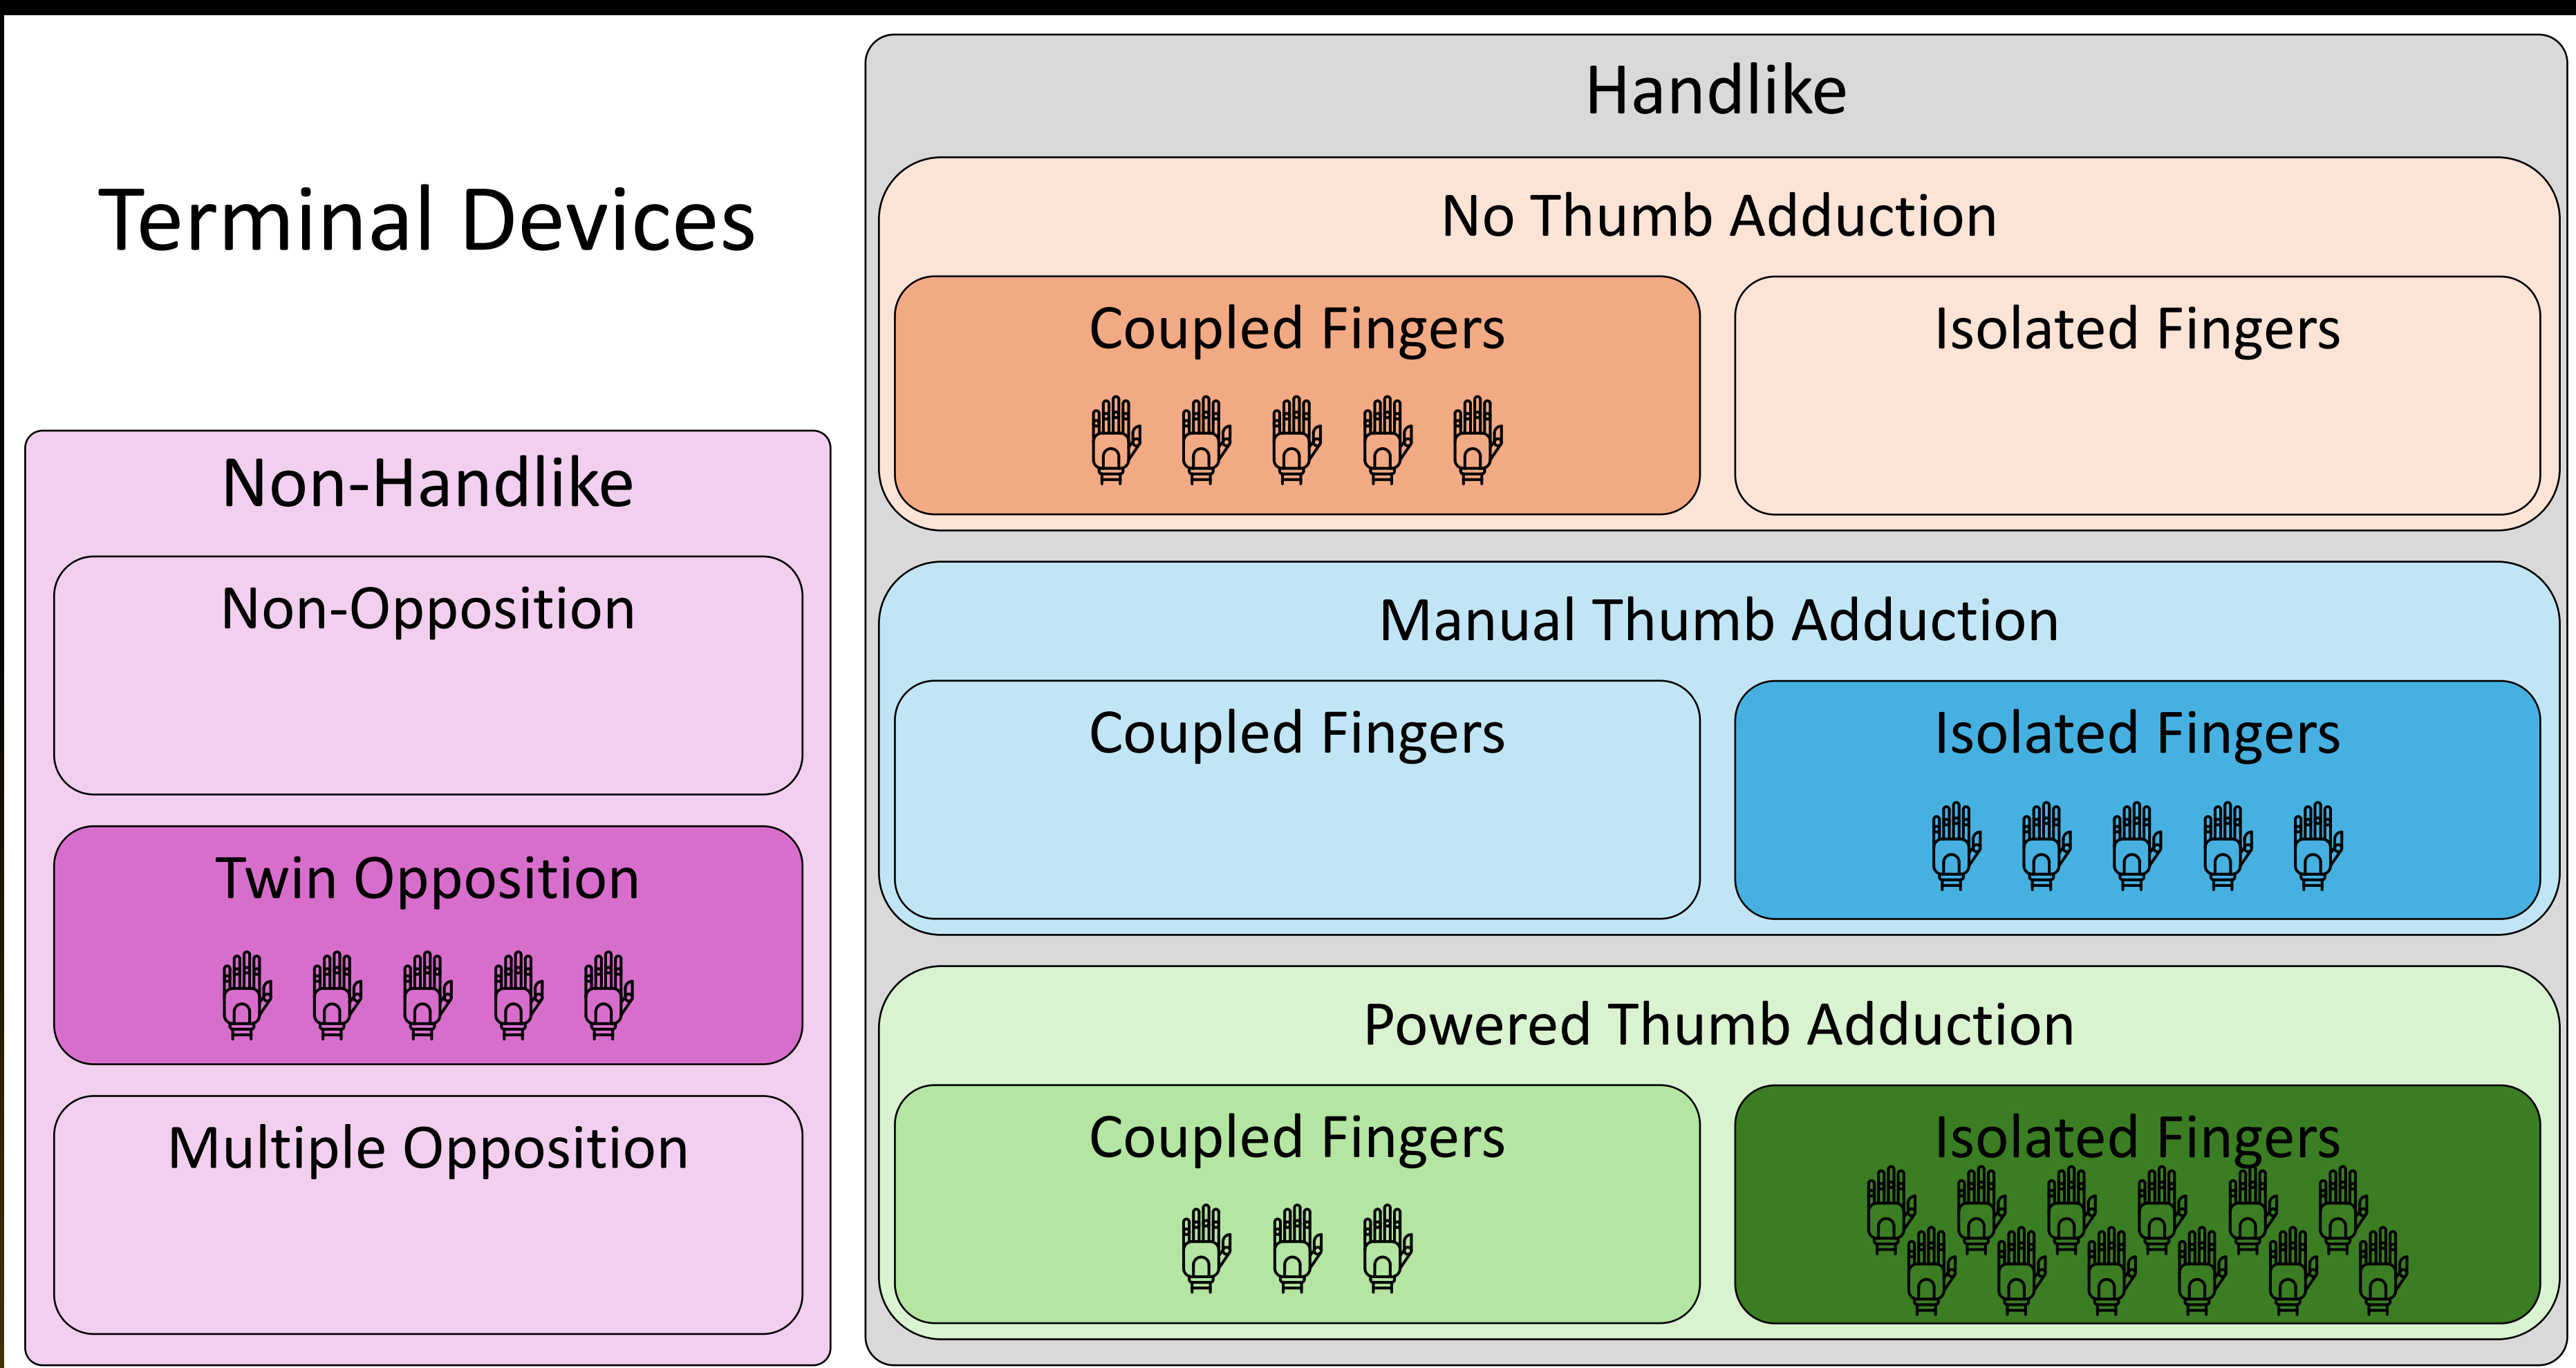 Terminal Devices
Non-Handlike
Non-Opposition
Twin Opposition
Multiple Opposition
Handlike
No Thumb Adduction
Coupled Fingers
Isolated Fingers
Manual Thumb Adduction
Coupled Fingers
Isolated Fingers
Powered Thumb Adduction
Coupled Fingers
Isolated Fingers